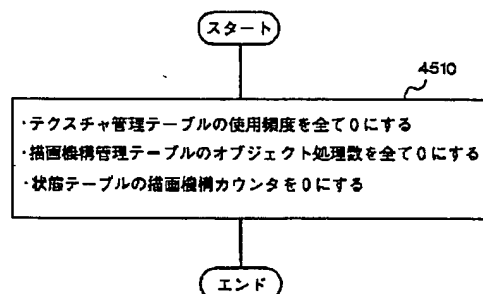 スタート
4510
・テクスチャ管理テーブルの使用頻度を全て0にする
・描画機構管理テーブルのオブジェクト処理数を全て0にする
・状態テーブルの描画機構カウンタを0にする
エンド